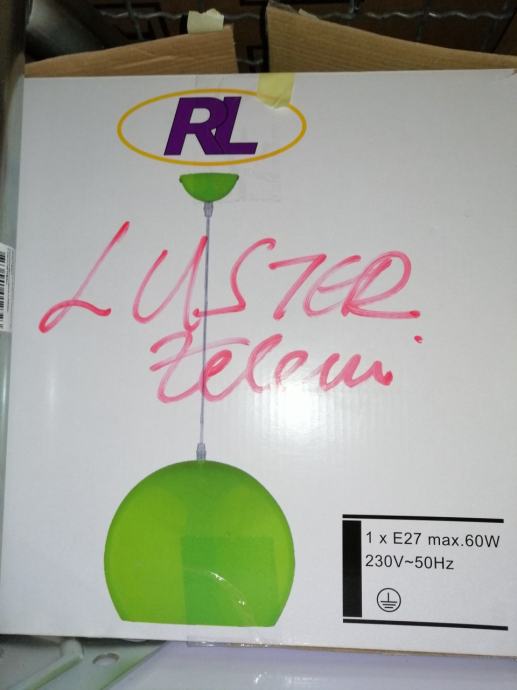 RL
LUSTER
zeleni
1 x E27 max.60W
230V~50Hz